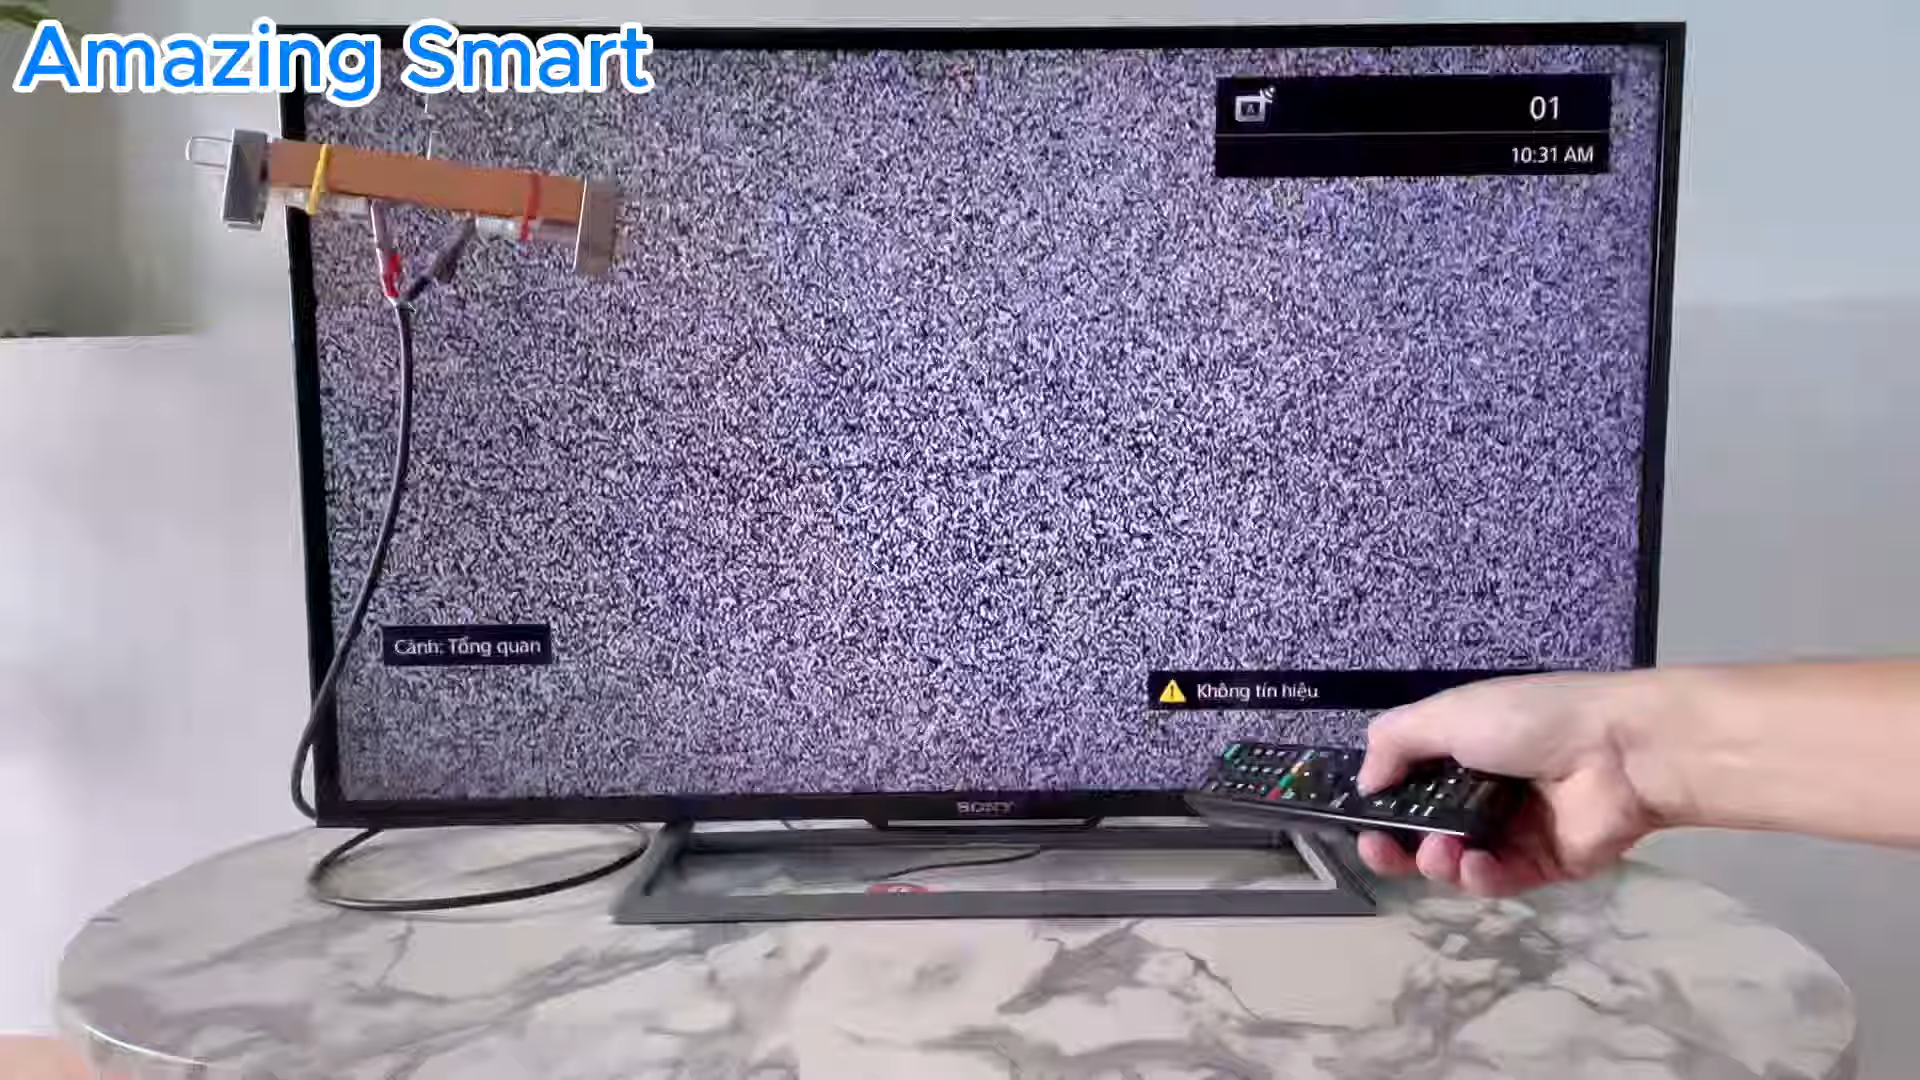 Amazing Smart
01
10:31 AM
Cảnh: Tổng quan
Không tín hiệu
SONY